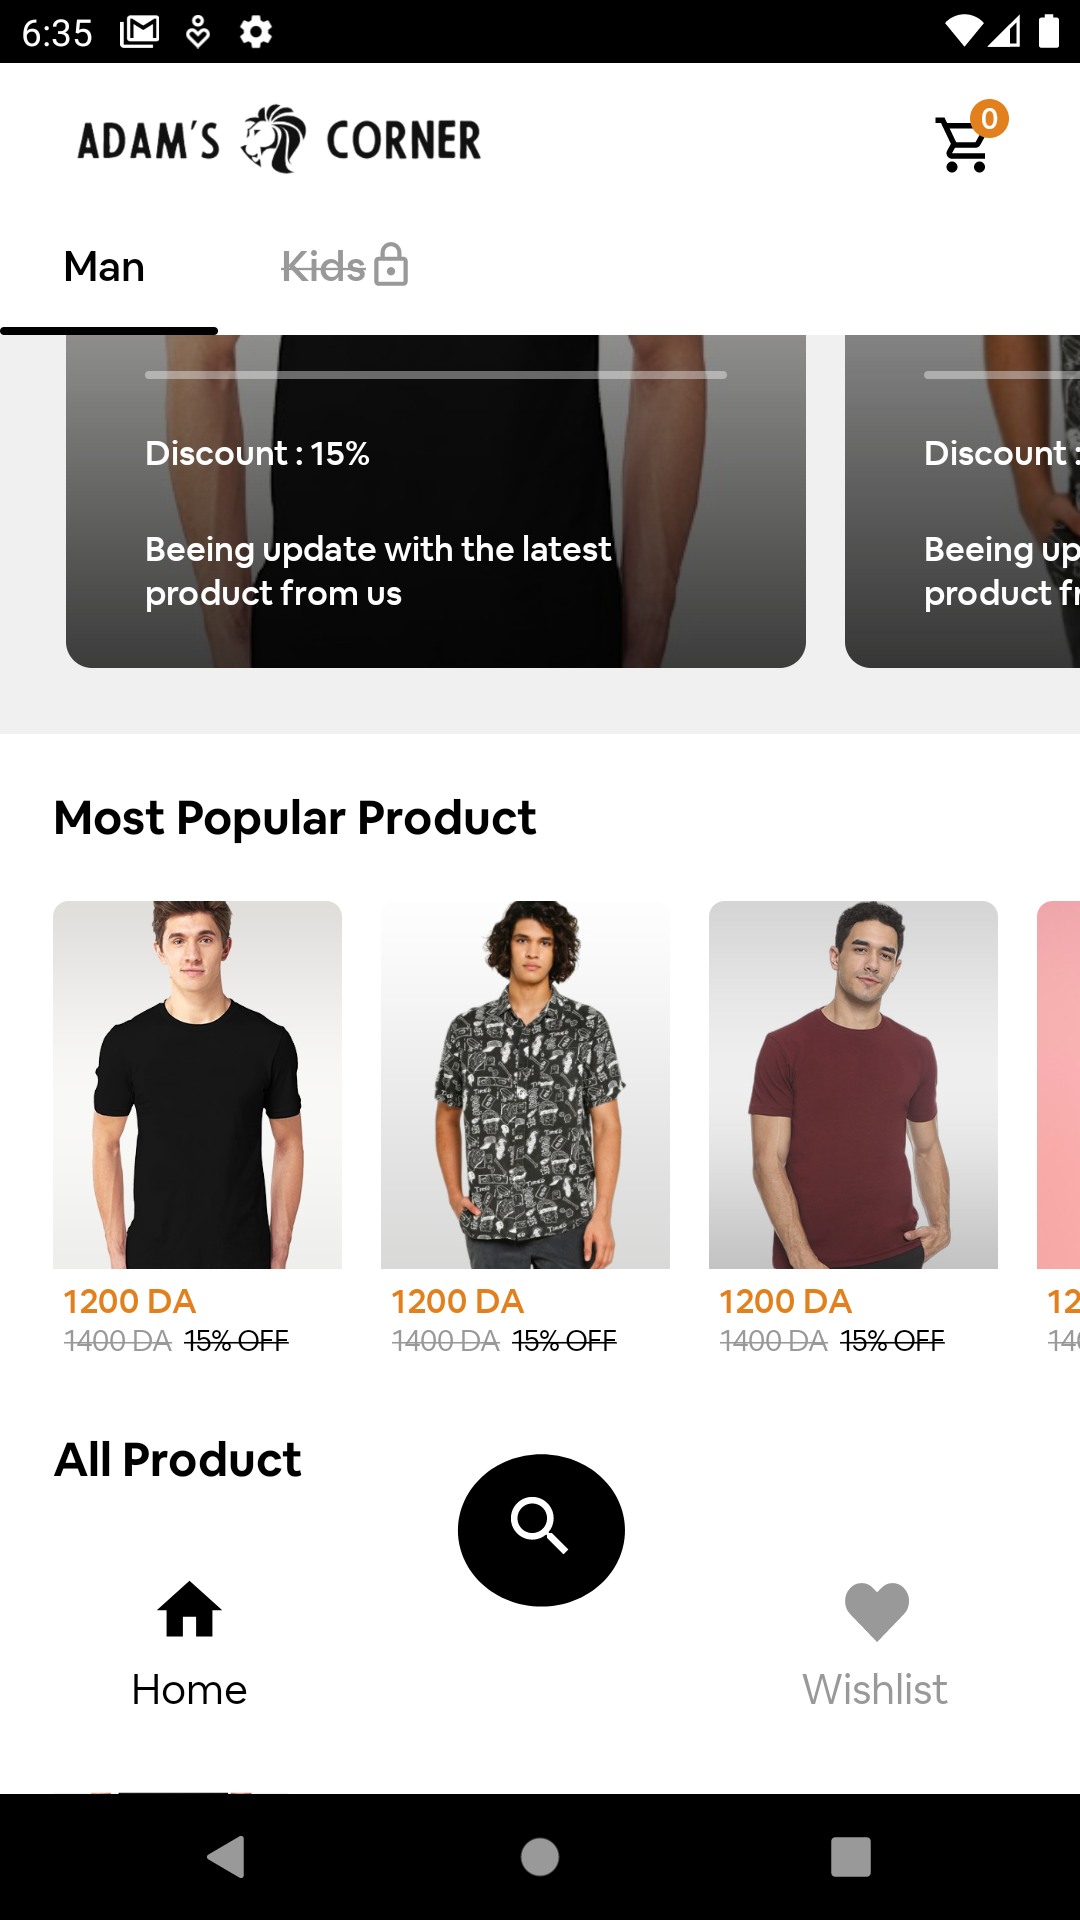 6:35
ADAM'S CORNER
0
Man
Kids
Discount : 15%
Discount :
Beeing update with the latest
product from us
Beeing up
product fr
Most Popular Product
1200 DA
1400 DA 15% OFF
1200 DA
1400 DA 15% OFF
1200 DA
1400 DA 15% OFF
12
140
All Product
Home
Wishlist